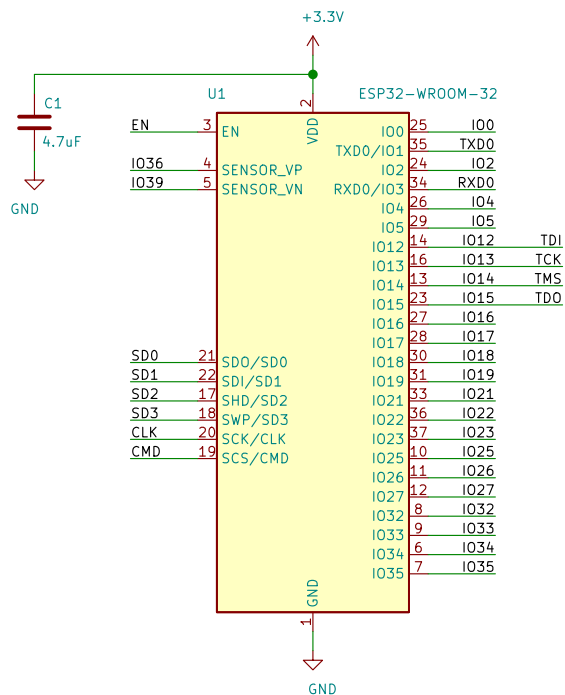 +3.3V
U1 ESP32-WROOM-32
C1
4.7uF
GND
2
VDD
EN 3 EN
IO36 4 SENSOR_VP
IO39 5 SENSOR_VN
SD0 21 SDO/SD0
SD1 22 SDI/SD1
SD2 17 SHD/SD2
SD3 18 SWP/SD3
CLK 20 SCK/CLK
CMD 19 SCS/CMD
IO0 25 IO0
TXD0/IO1 35 TXD0
IO2 24 IO2
RXD0/IO3 34 RXD0
IO4 26 IO4
IO5 29 IO5
IO12 14 IO12 TDI
IO13 16 IO13 TCK
IO14 13 IO14 TMS
IO15 23 IO15 TDO
IO16 27 IO16
IO17 28 IO17
IO18 30 IO18
IO19 31 IO19
IO21 33 IO21
IO22 36 IO22
IO23 37 IO23
IO25 10 IO25
IO26 11 IO26
IO27 12 IO27
IO32 8 IO32
IO33 9 IO33
IO34 6 IO34
IO35 7 IO35
GND
1
GND